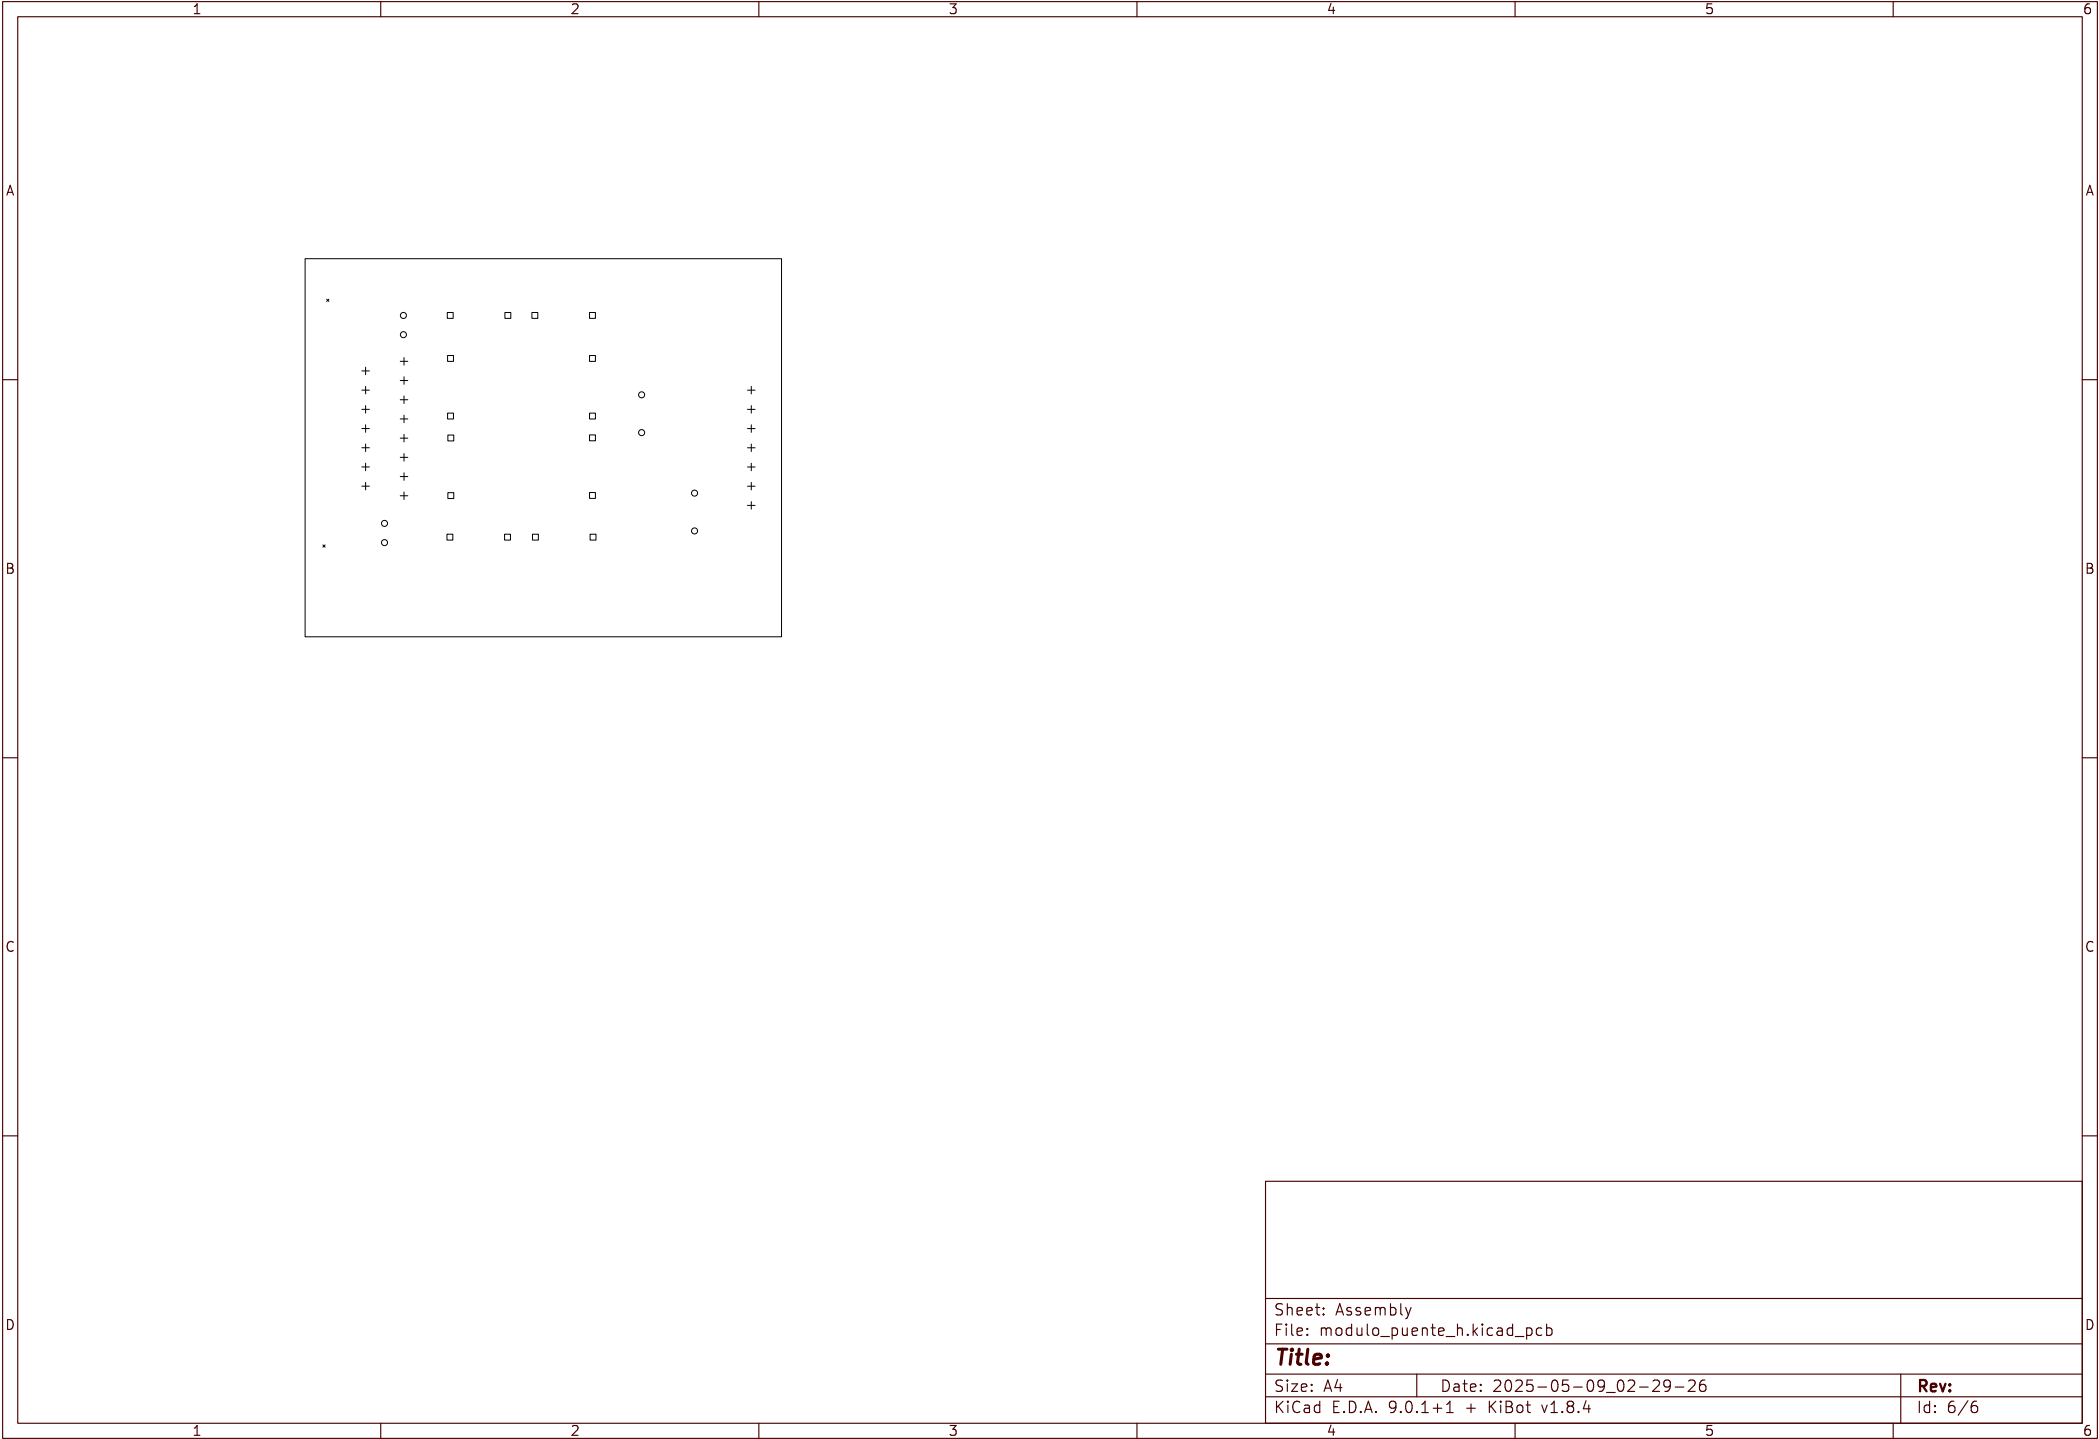 1 2 3 4 5 6
A A
B B
C C
D D
Sheet: Assembly
File: modulo_puente_h.kicad_pcb
Title:
Size: A4 Date: 2025-05-09_02-29-26 Rev:
KiCad E.D.A. 9.0.1+1 + KiBot v1.8.4 Id: 6/6
1 2 3 4 5 6